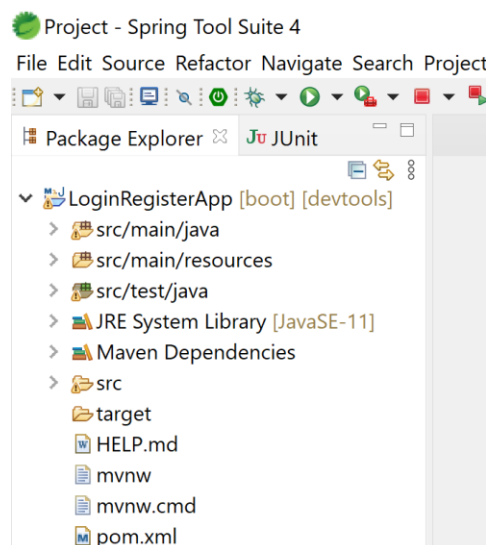 Project - Spring Tool Suite 4
File Edit Source Refactor Navigate Search Project
Package Explorer JUnit
LoginRegisterApp [boot] [devtools]
src/main/java
src/main/resources
src/test/java
JRE System Library [JavaSE-11]
Maven Dependencies
src
target
HELP.md
mvnw
mvnw.cmd
pom.xml